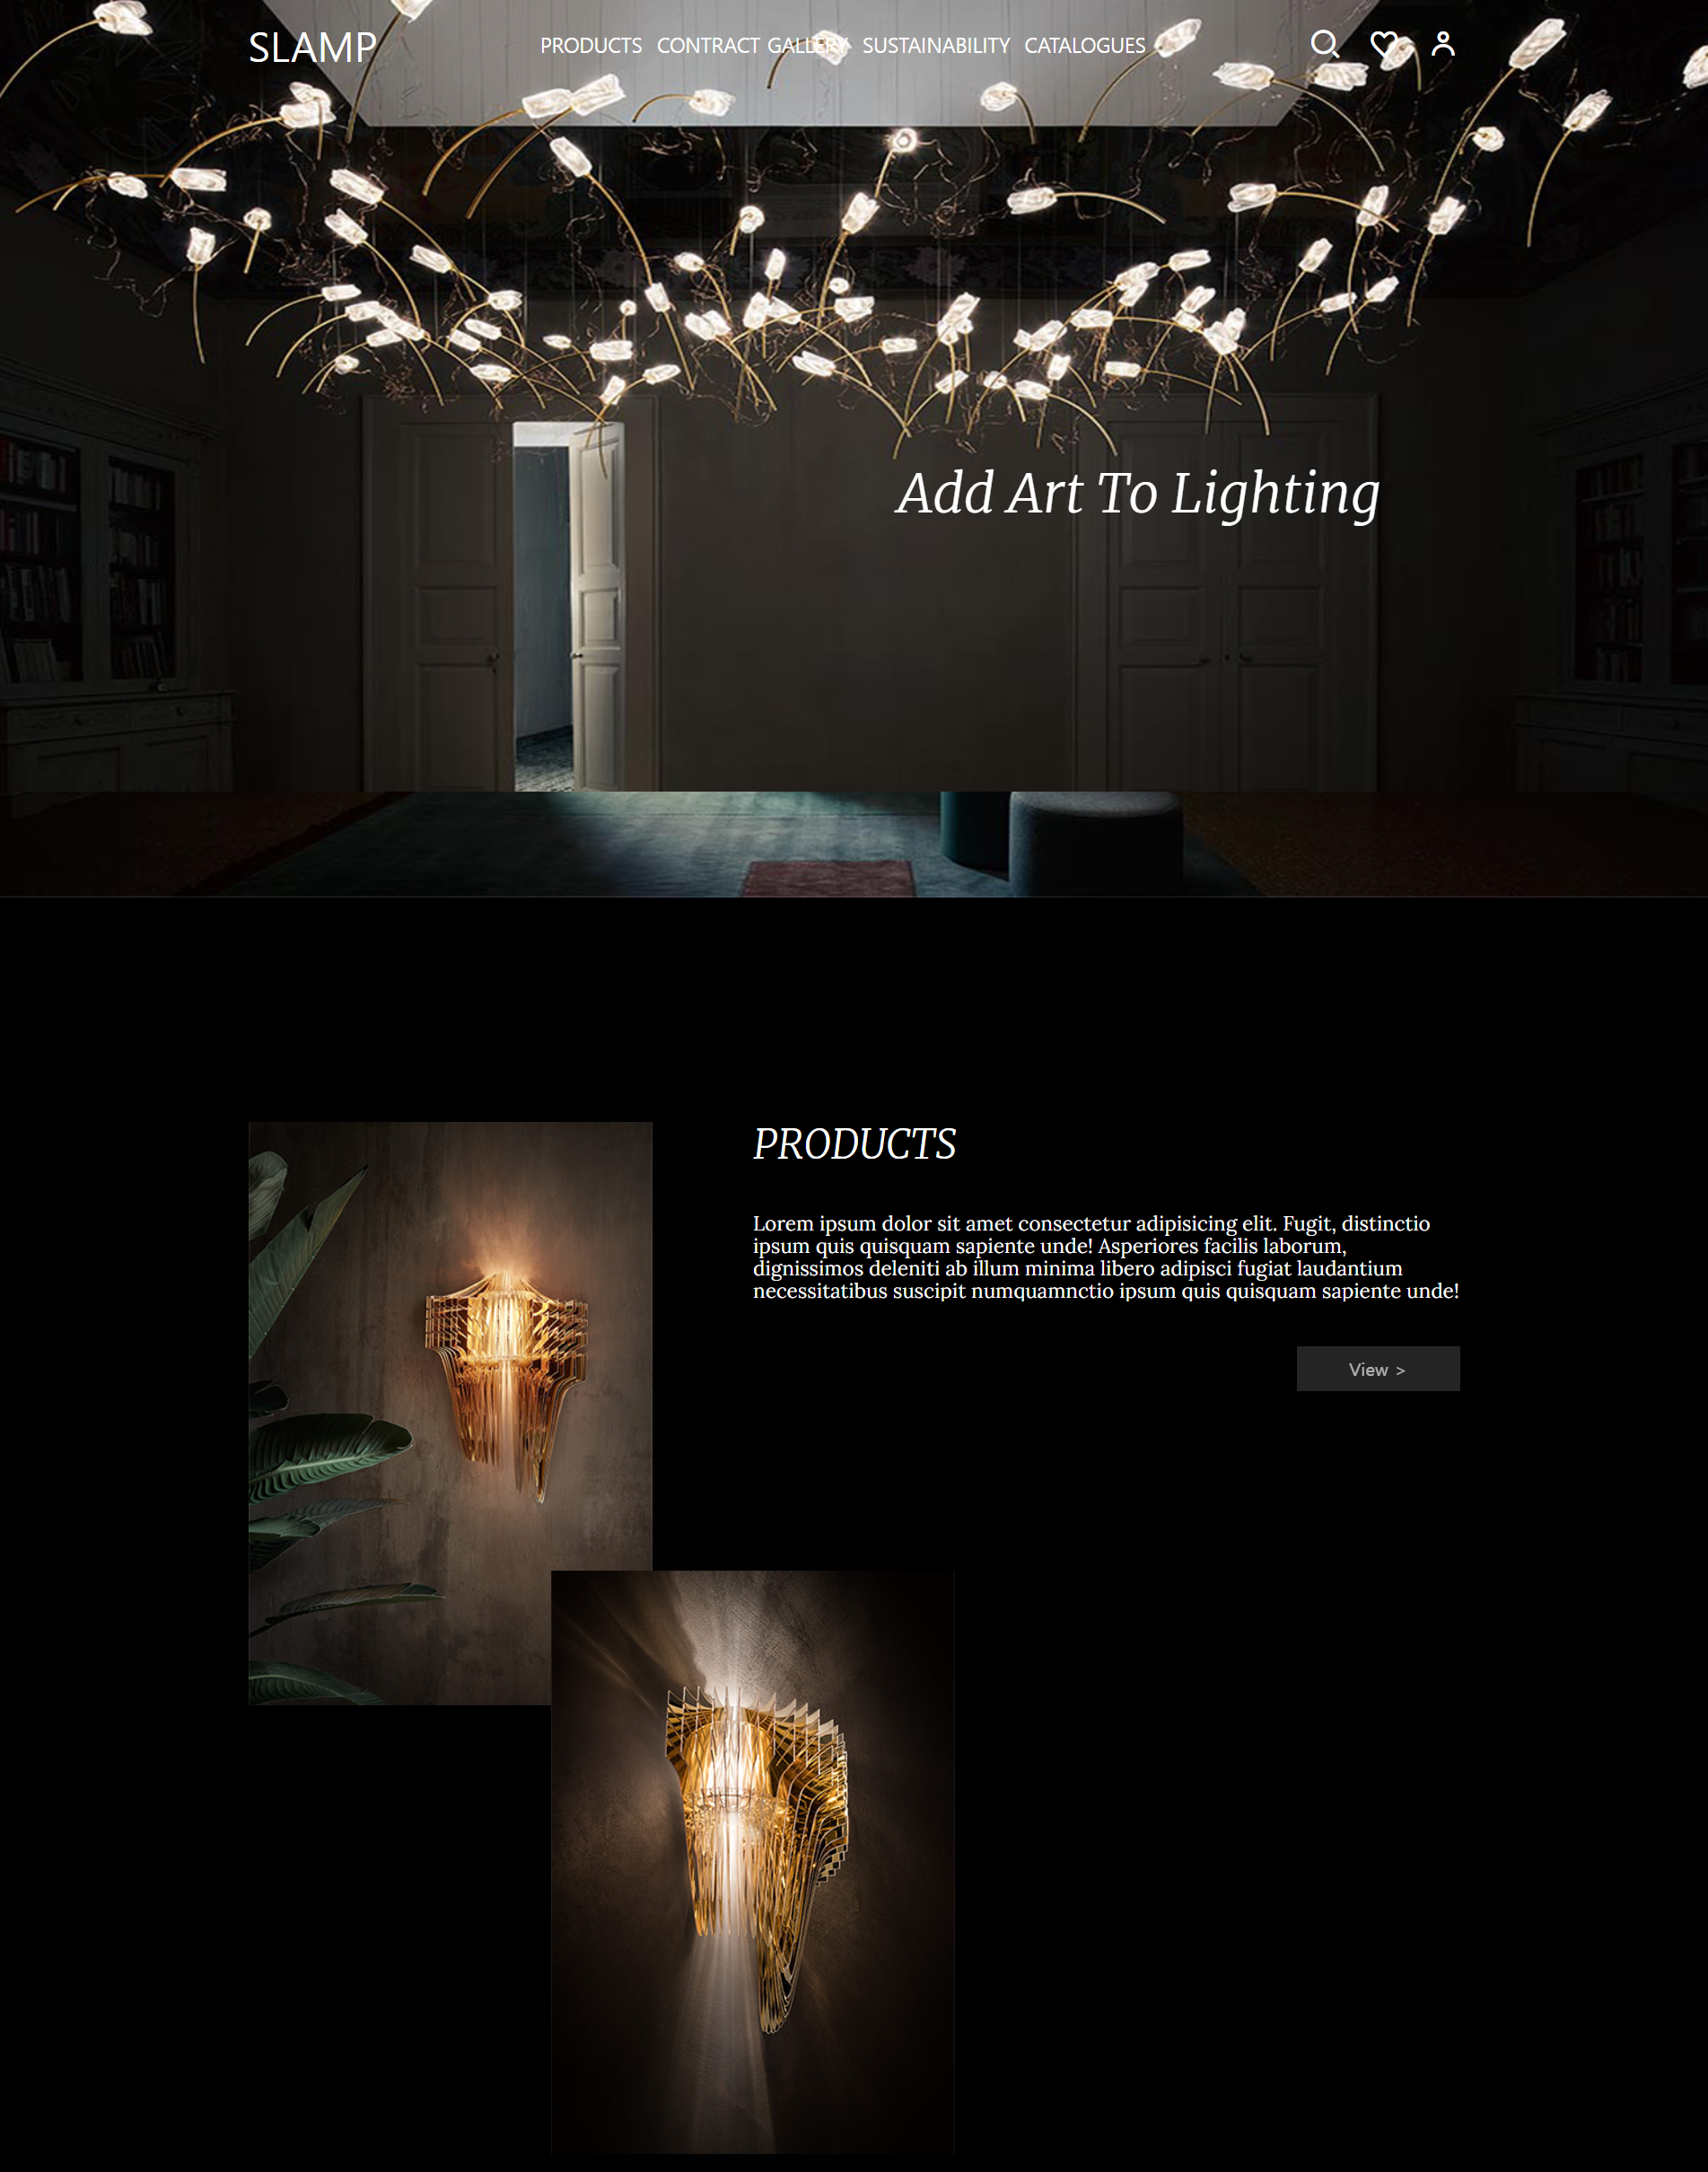 SLAMP
PRODUCTS CONTRACT GALLERY SUSTAINABILITY CATALOGUES
Add Art To Lighting
PRODUCTS
Lorem ipsum dolor sit amet consectetur adipisicing elit. Fugit, distinctio
ipsum quis quisquam sapiente unde! Asperiores facilis laborum,
dignissimos deleniti ab illum minima libero adipisci fugiat laudantium
necessitatibus suscipit numquamnctio ipsum quis quisquam sapiente unde!
View >